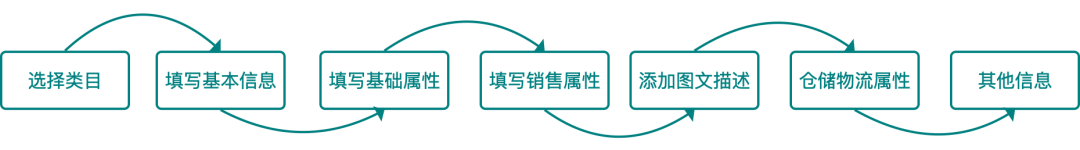 选择类目
填写基本信息
填写基础属性
填写销售属性
添加图文描述
仓储物流属性
其他信息